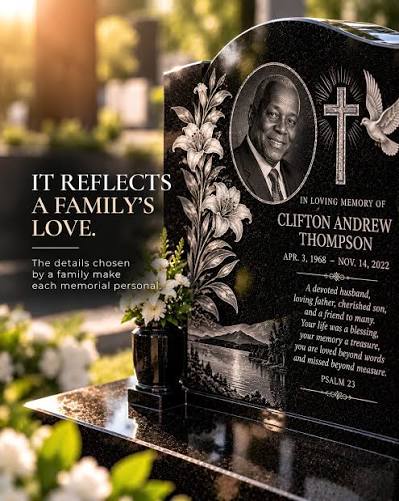 IT REFLECTS
A FAMILY'S
LOVE.
The details chosen
by a family make
each memorial personal.
IN LOVING MEMORY OF
CLIFTON ANDREW
THOMPSON
APR. 3, 1968 – NOV. 14, 2022
A devoted husband,
loving father, cherished son,
and a friend to many.
Your life was a blessing,
your memory a treasure,
you are loved beyond words
and missed beyond measure.
PSALM 23